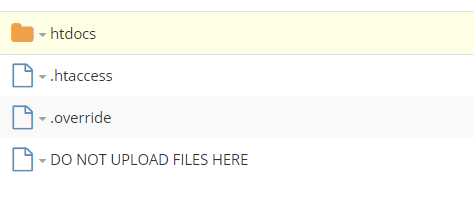 htdocs
.htaccess
.override
DO NOT UPLOAD FILES HERE